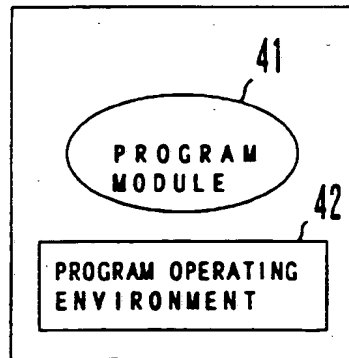 41
PROGRAM
MODULE
42
PROGRAM OPERATING
ENVIRONMENT